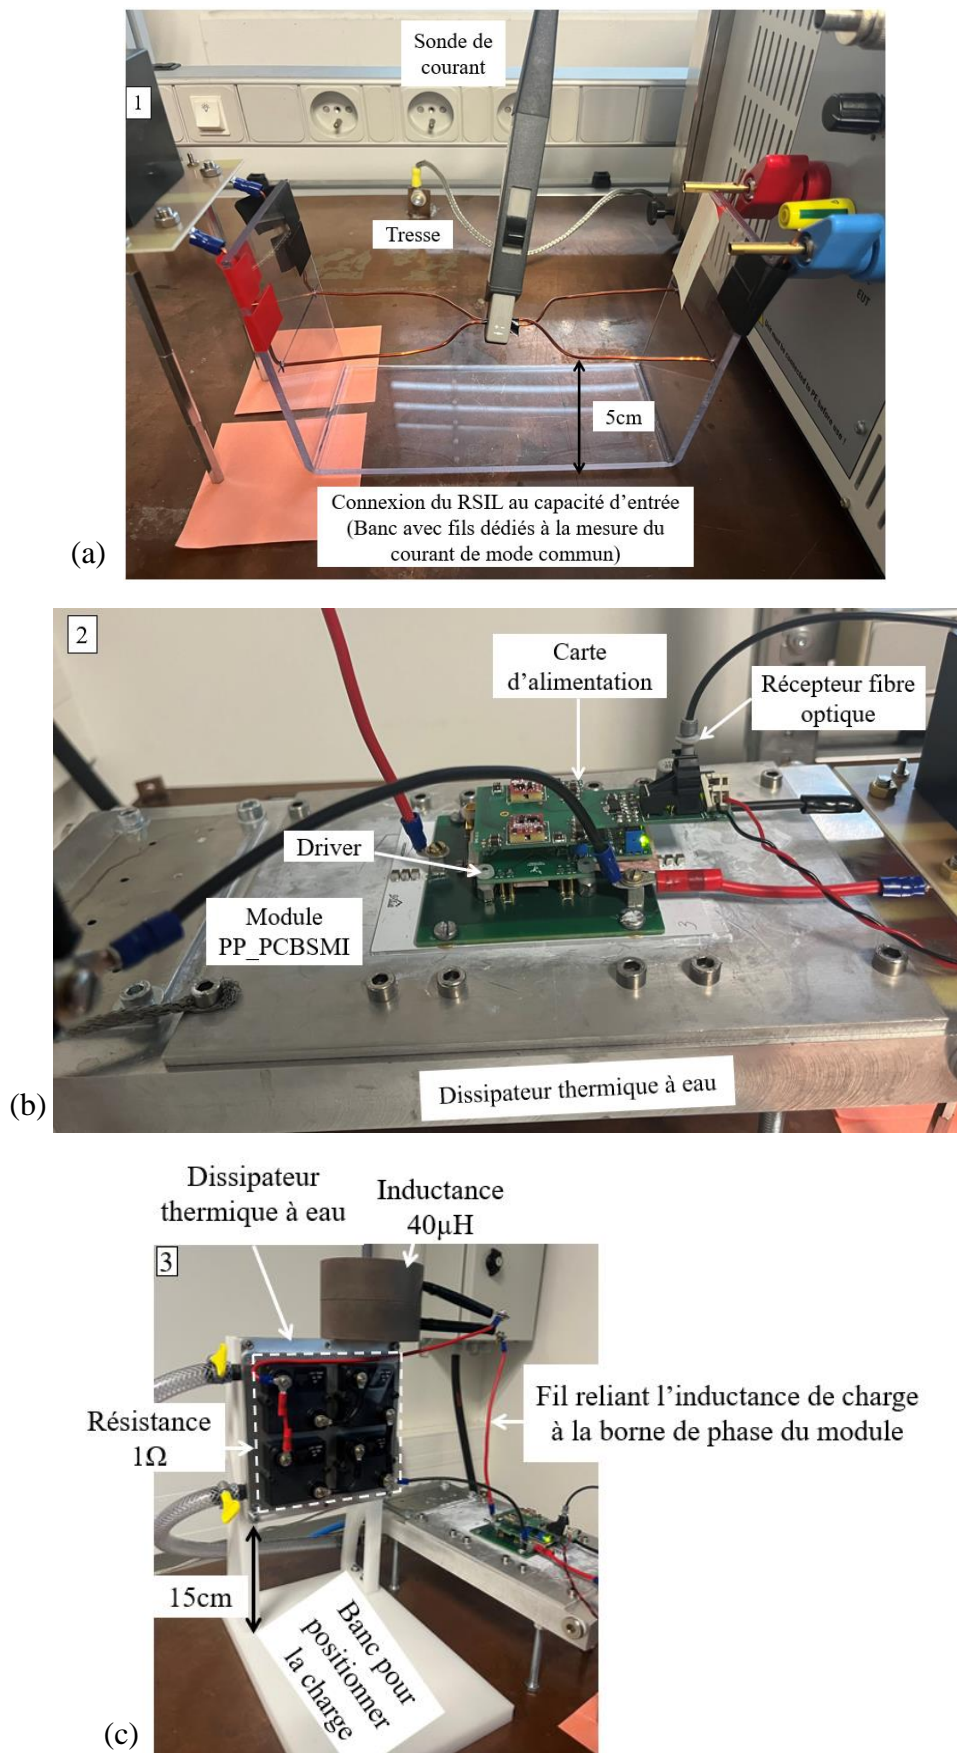 1
Sonde de
courant
Tresse
EUT
5cm
Connexion du RSIL au capacité d'entrée
(Banc avec fils dédiés à la mesure du
courant de mode commun)
(a)
2
Carte
d'alimentation
Récepteur fibre
optique
Driver
Module
PP_PCBSMI
3
Dissipateur thermique à eau
(b)
Dissipateur
thermique à eau
Inductance
40µH
3
Résistance
1Ω
Fil reliant l'inductance de charge
à la borne de phase du module
15cm
Banc pour
positionner
la charge
(c)